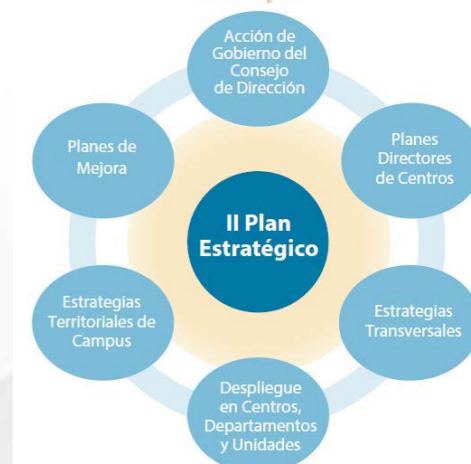 Acción de
Gobierno del
Consejo
de Dirección
Planes de
Mejora
Planes
Directores
de Centros
II Plan
Estratégico
Estrategias
Territoriales de
Campus
Estrategias
Transversales
Despliegue
en Centros,
Departamentos
y Unidades